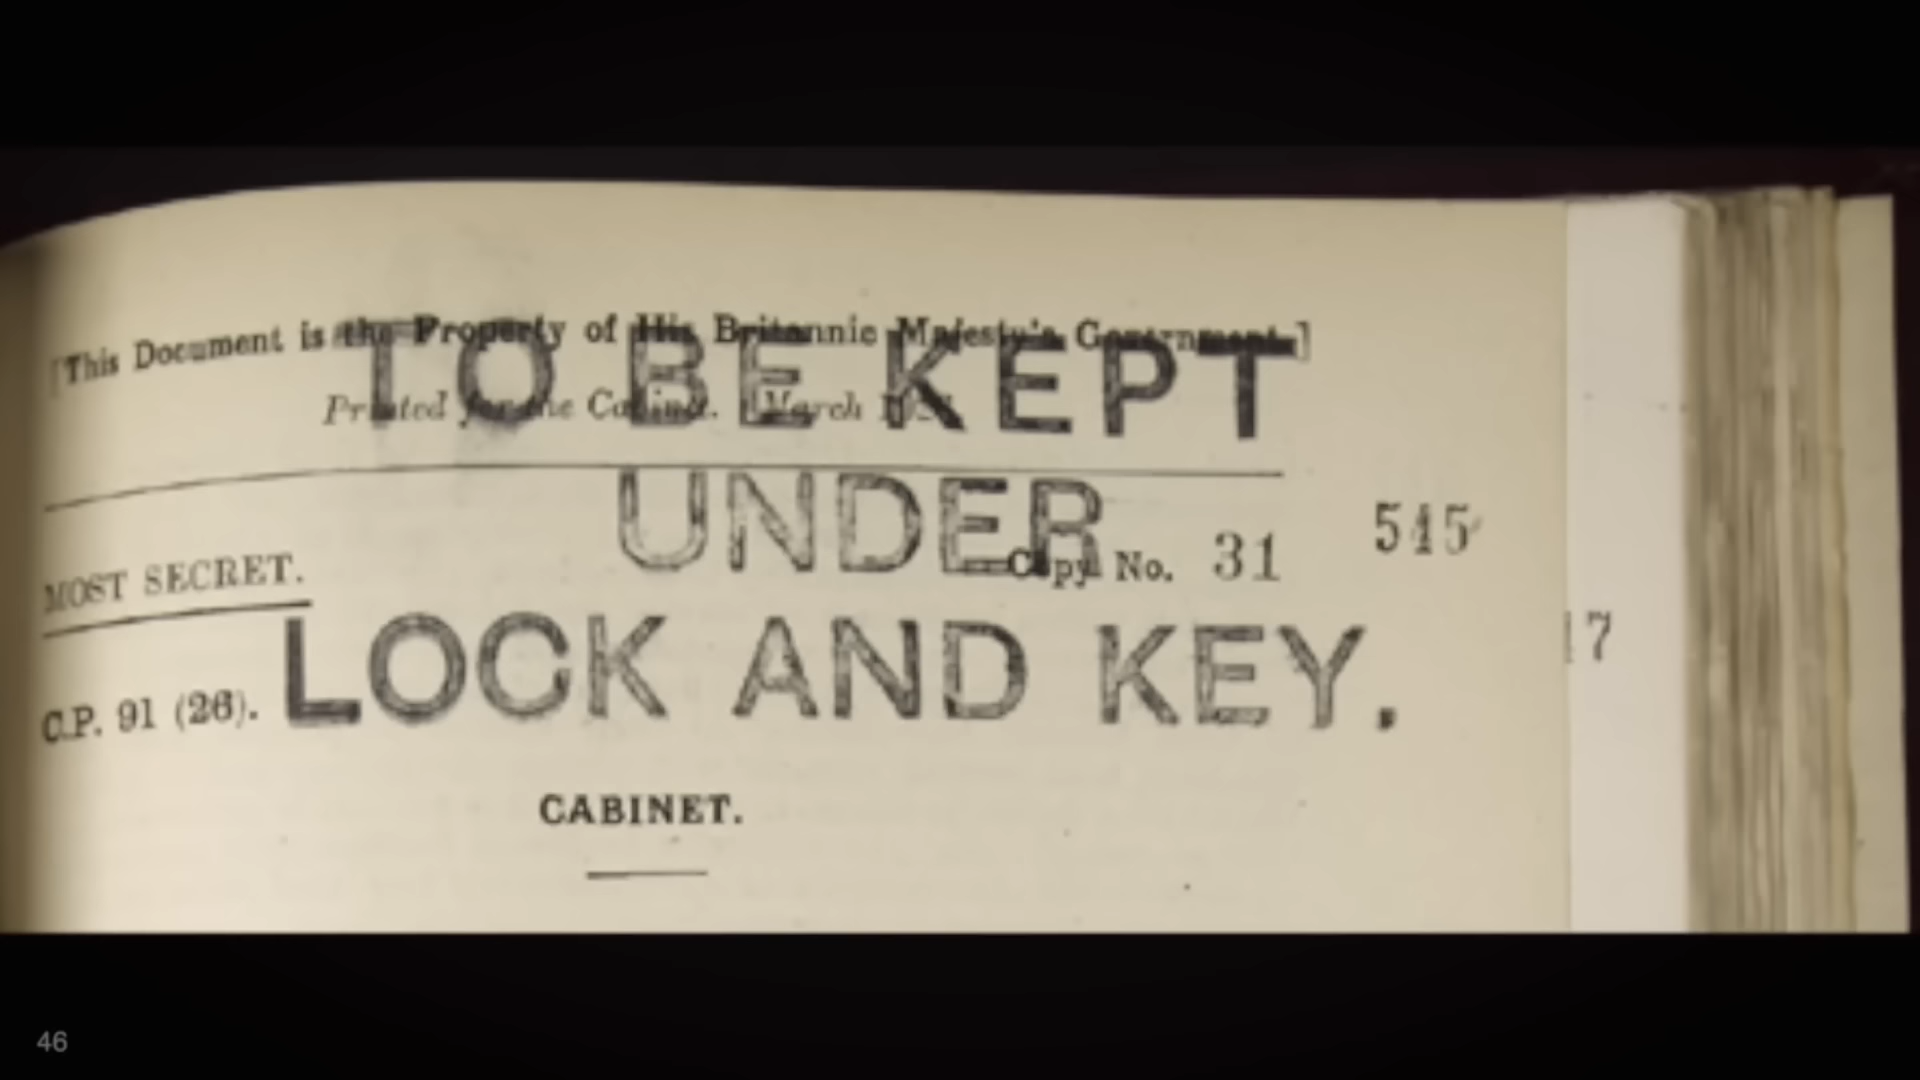 [This Document is the Property of His Britannic Majesty's Government.]
Printed for the Cabinet. March
TO BE KEPT
UNDER
LOCK AND KEY.
MOST SECRET.
Copy No. 31
545
17
C.P. 91 (26).
CABINET.
46